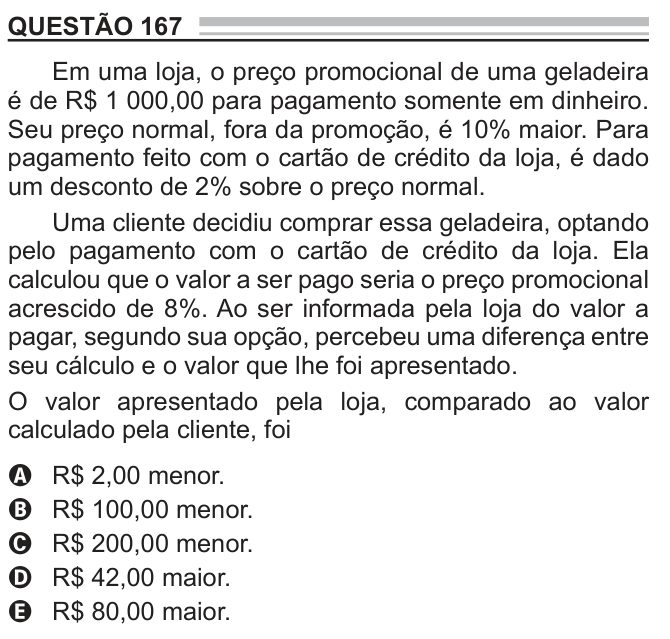 QUESTÃO 167
Em uma loja, o preço promocional de uma geladeira
é de R$ 1 000,00 para pagamento somente em dinheiro.
Seu preço normal, fora da promoção, é 10% maior. Para
pagamento feito com o cartão de crédito da loja, é dado
um desconto de 2% sobre o preço normal.
Uma cliente decidiu comprar essa geladeira, optando
pelo pagamento com o cartão de crédito da loja. Ela
calculou que o valor a ser pago seria o preço promocional
acrescido de 8%. Ao ser informada pela loja do valor a
pagar, segundo sua opção, percebeu uma diferença entre
seu cálculo e o valor que lhe foi apresentado.
O valor apresentado pela loja, comparado ao valor
calculado pela cliente, foi
A R$ 2,00 menor.
B R$ 100,00 menor.
C R$ 200,00 menor.
D R$ 42,00 maior.
E R$ 80,00 maior.